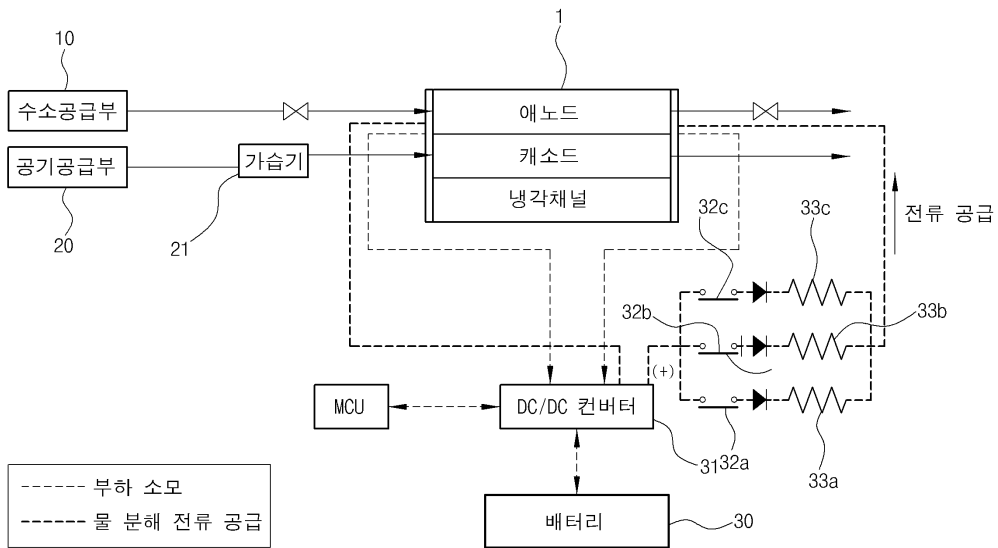 10
1
수소공급부
애노드
공기공급부
가습기
캐소드
냉각채널
20
21
32c
33c
전류 공급
32b
33b
(+)
MCU
DC/DC 컨버터
31
32a
33a
부하 소모
물 분해 전류 공급
배터리
30